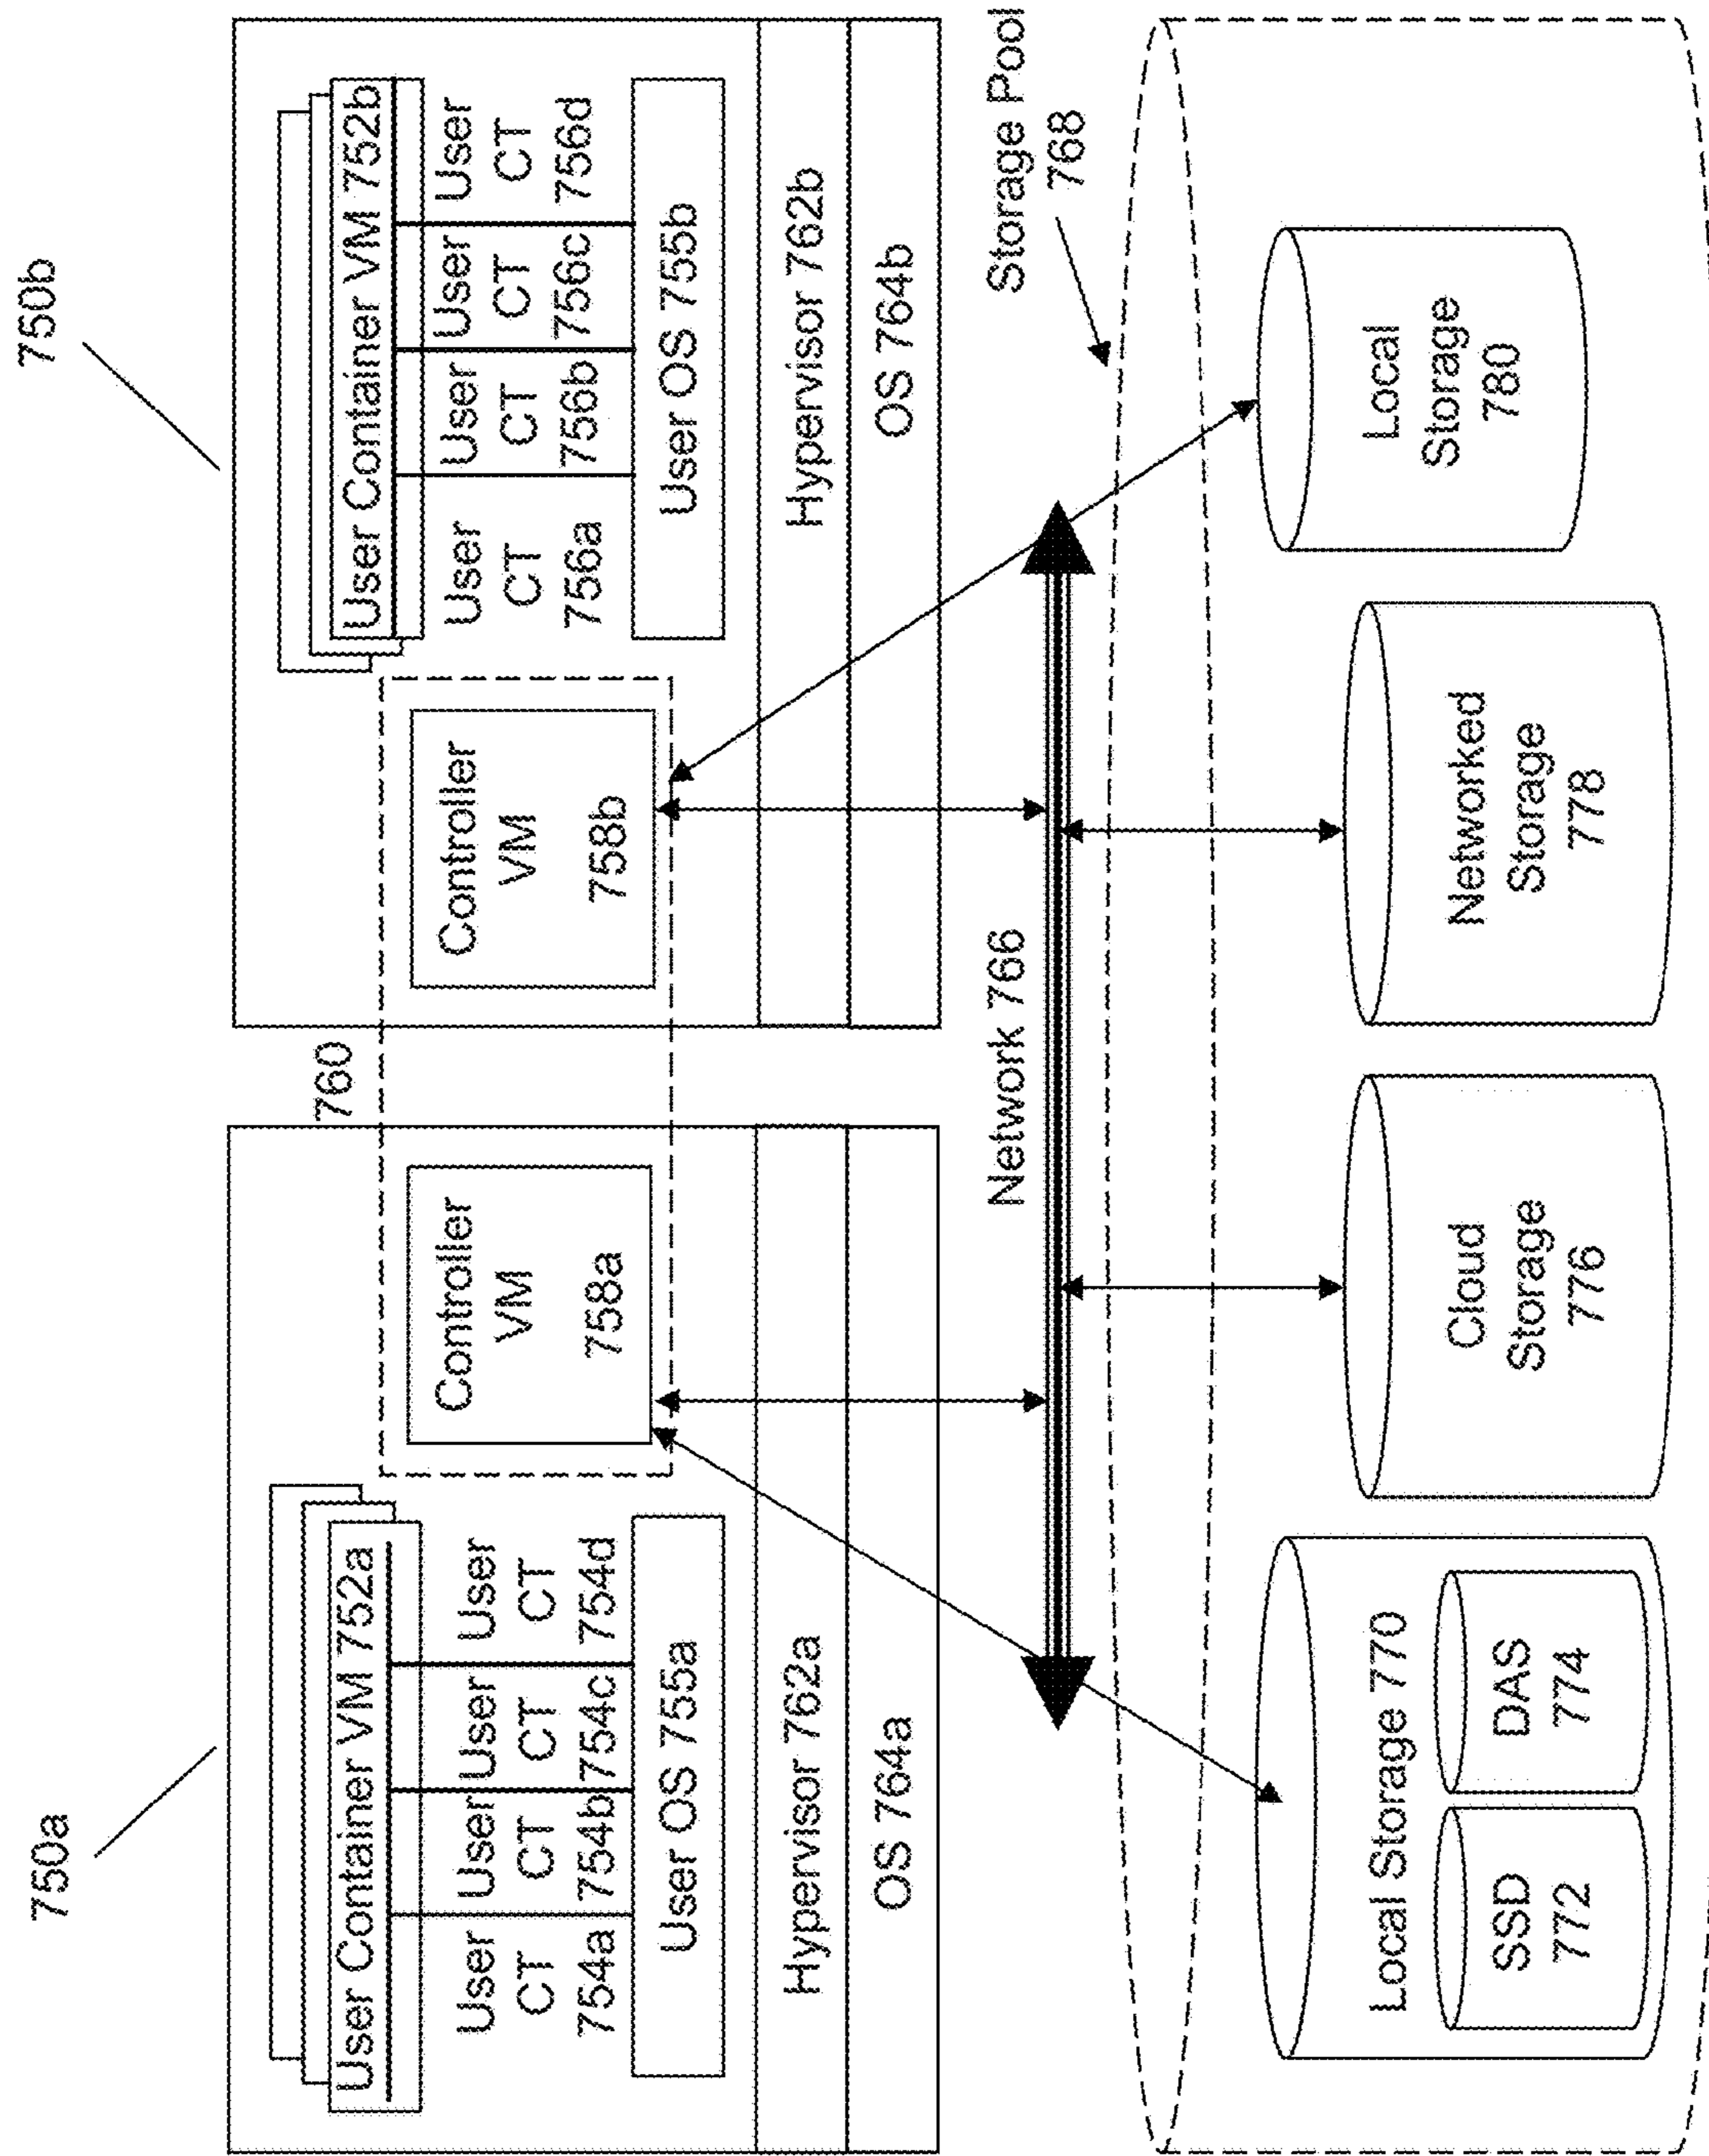 750a
750b
User Container VM 752a
User
CT
754a
User
CT
754b
User
CT
754c
User
CT
754d
User OS 755a
Controller
VM
758a
Hypervisor 762a
OS 764a
760
Controller
VM
758b
User Container VM 752b
User
CT
756a
User
CT
756b
User
CT
756c
User
CT
756d
User OS 755b
Hypervisor 762b
OS 764b
Network 766
Storage Pool
768
Local Storage 770
SSD
772
DAS
774
Cloud
Storage
776
Networked
Storage
778
Local
Storage
780